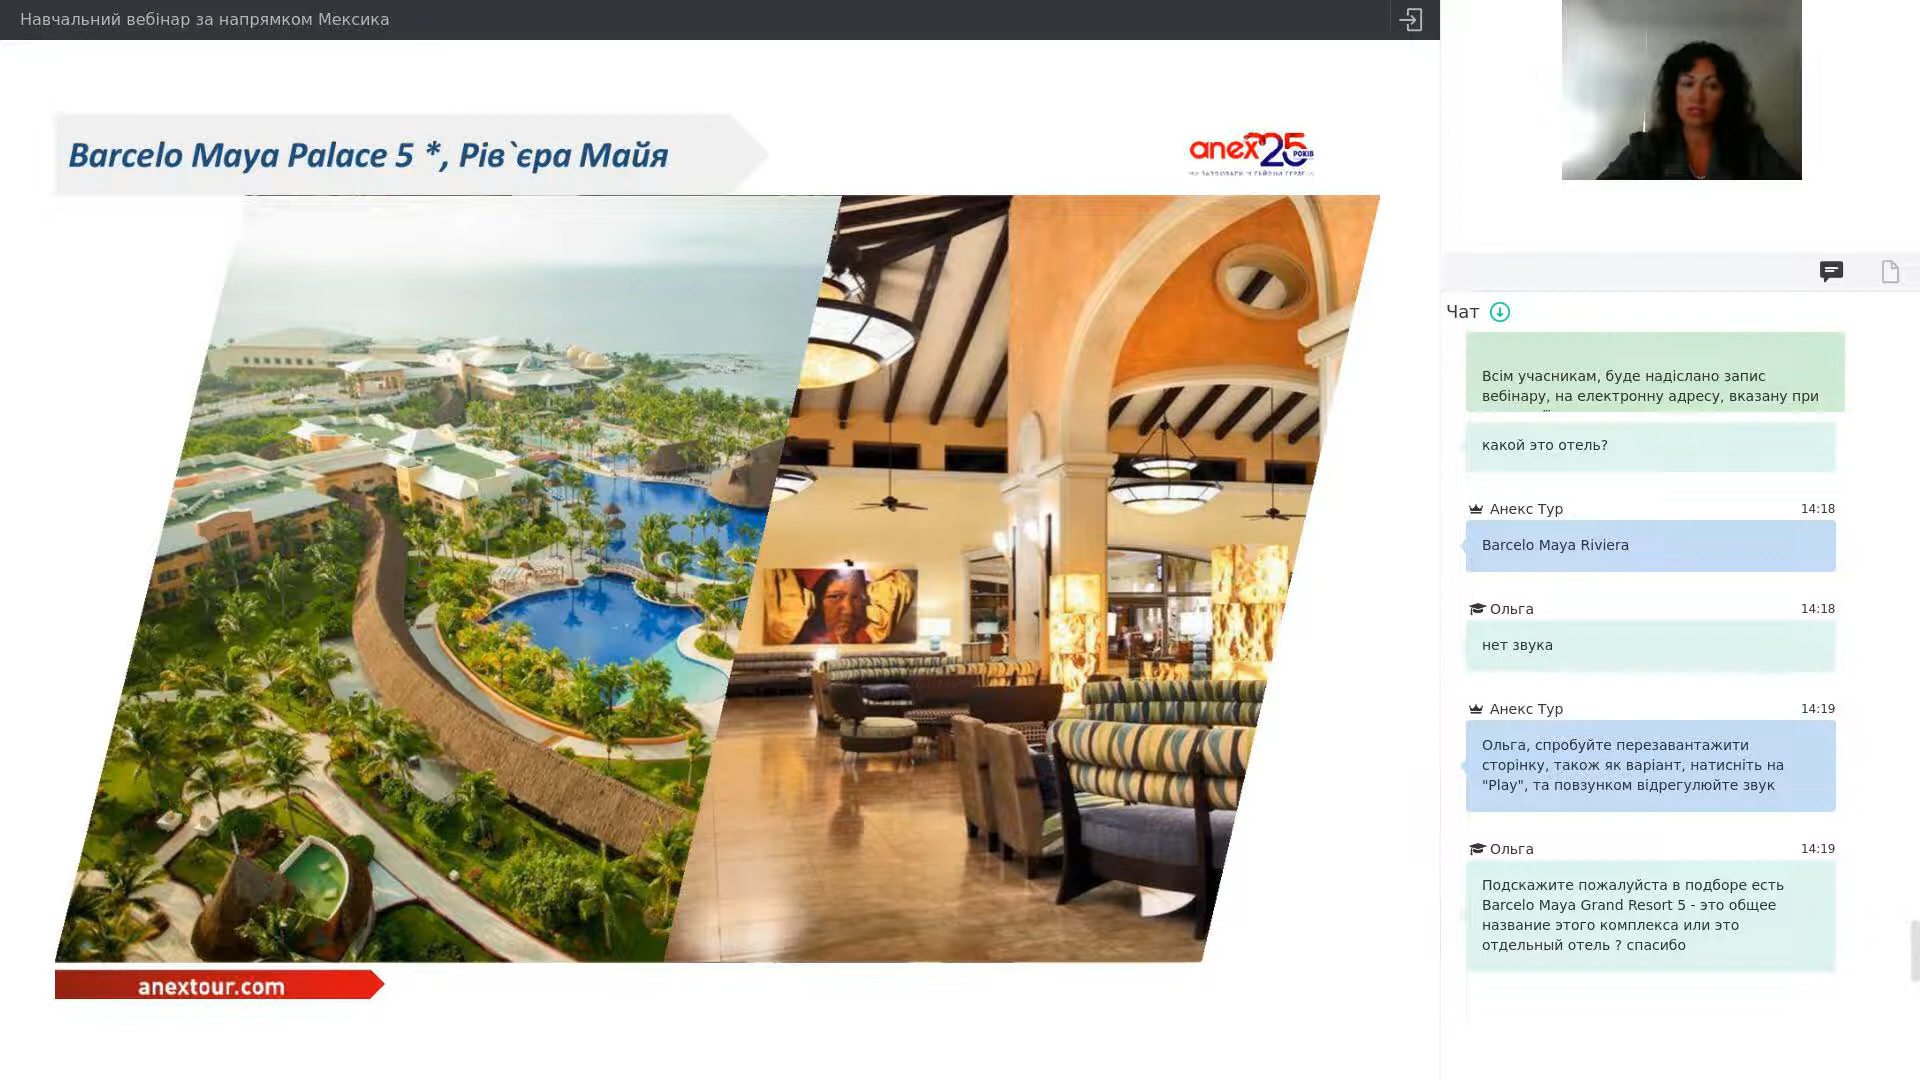 Навчальний вебінар за напрямком Мексика
Barcelo Maya Palace 5 *, Рів`єра Майя
anex 25 РОКІВ
anextour.com
Чат
Всім учасникам, буде надіслано запис
вебінару, на електронну адресу, вказану при
какой это отель?
Анекс Тур 14:18
Barcelo Maya Riviera
Ольга 14:18
нет звука
Анекс Тур 14:19
Ольга, спробуйте перезавантажити
сторінку, також як варіант, натисніть на
"Play", та повзунком відрегулюйте звук
Ольга 14:19
Подскажите пожалуйста в подборе есть
Barcelo Maya Grand Resort 5 - это общее
название этого комплекса или это
отдельный отель ? спасибо